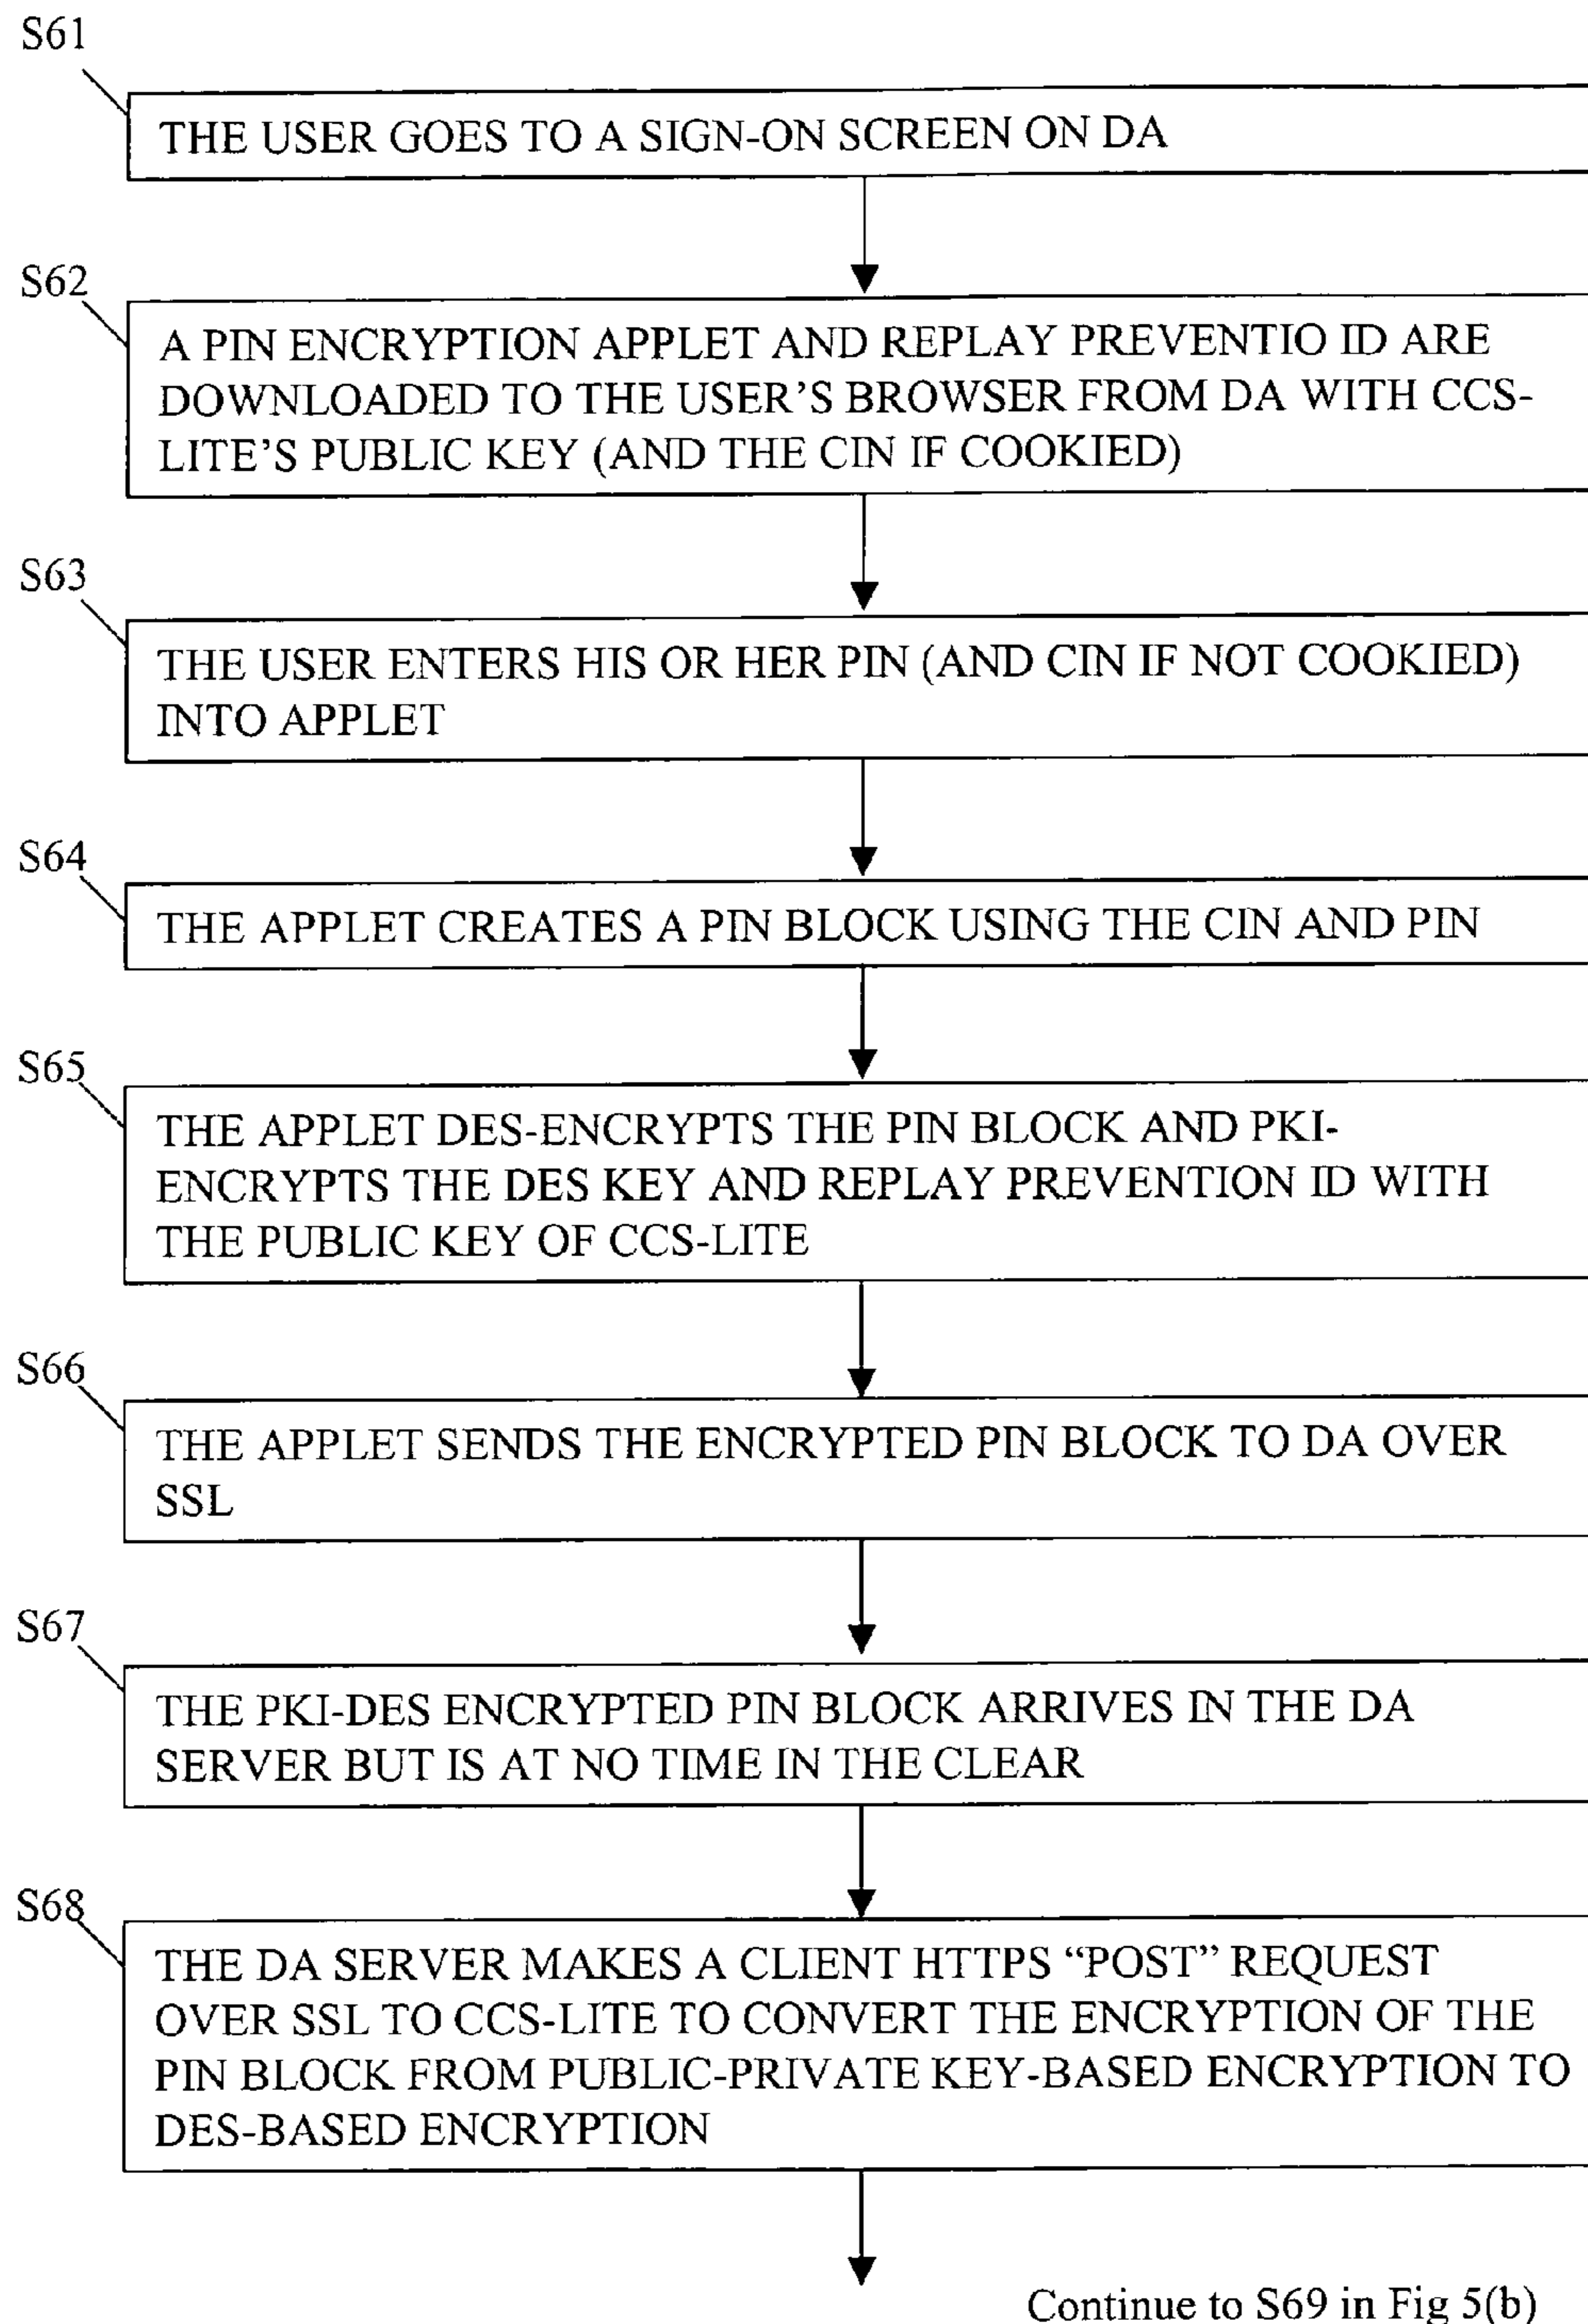 S61
THE USER GOES TO A SIGN-ON SCREEN ON DA
S62
A PIN ENCRYPTION APPLET AND REPLAY PREVENTIO ID ARE
DOWNLOADED TO THE USER'S BROWSER FROM DA WITH CCS-
LITE'S PUBLIC KEY (AND THE CIN IF COOKIED)
S63
THE USER ENTERS HIS OR HER PIN (AND CIN IF NOT COOKIED)
INTO APPLET
S64
THE APPLET CREATES A PIN BLOCK USING THE CIN AND PIN
S65
THE APPLET DES-ENCRYPTS THE PIN BLOCK AND PKI-
ENCRYPTS THE DES KEY AND REPLAY PREVENTION ID WITH
THE PUBLIC KEY OF CCS-LITE
S66
THE APPLET SENDS THE ENCRYPTED PIN BLOCK TO DA OVER
SSL
S67
THE PKI-DES ENCRYPTED PIN BLOCK ARRIVES IN THE DA
SERVER BUT IS AT NO TIME IN THE CLEAR
S68
THE DA SERVER MAKES A CLIENT HTTPS “POST” REQUEST
OVER SSL TO CCS-LITE TO CONVERT THE ENCRYPTION OF THE
PIN BLOCK FROM PUBLIC-PRIVATE KEY-BASED ENCRYPTION TO
DES-BASED ENCRYPTION
Continue to S69 in Fig 5(b)